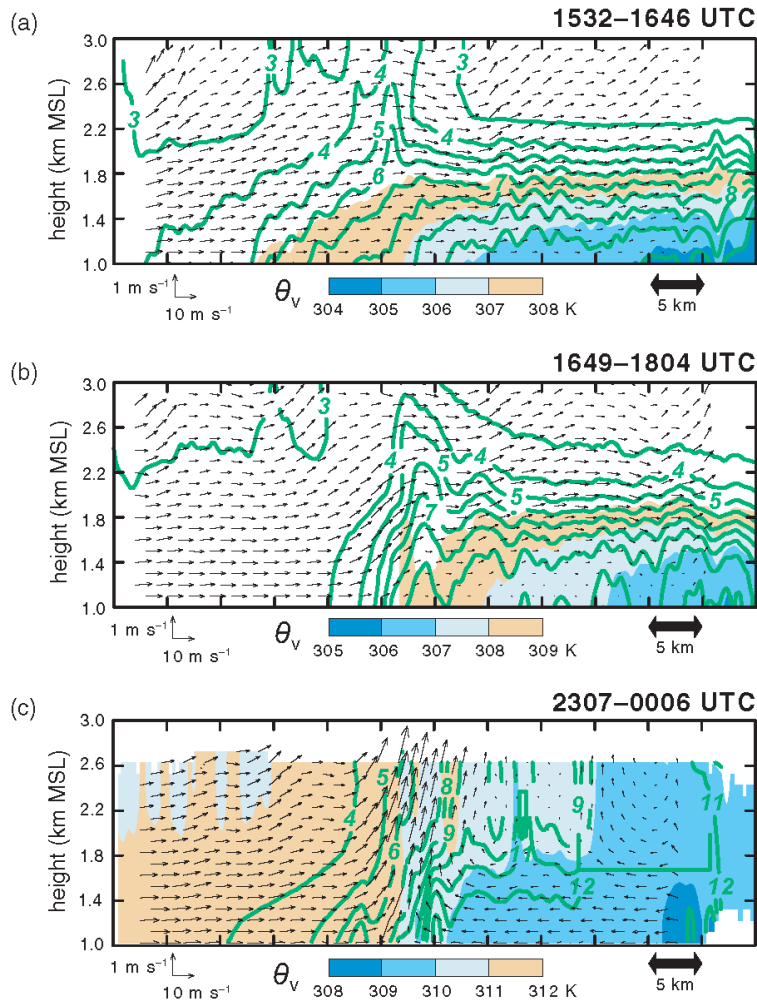 (a)
1532–1646 UTC
3.0
2.6
2.2
1.8
1.4
1.0
height (km MSL)
3
3
4
4
5
6
4
7
7
8
1 m s⁻¹
10 m s⁻¹
θv
304 305 306 307 308 K
5 km
(b)
1649–1804 UTC
3.0
2.6
2.2
1.8
1.4
1.0
height (km MSL)
3
4
5
4
5
7
4
5
1 m s⁻¹
10 m s⁻¹
θv
305 306 307 308 309 K
5 km
(c)
2307–0006 UTC
3.0
2.6
2.2
1.8
1.4
1.0
height (km MSL)
4
5
6
8
9
9
11
12
12
1 m s⁻¹
10 m s⁻¹
θv
308 309 310 311 312 K
5 km